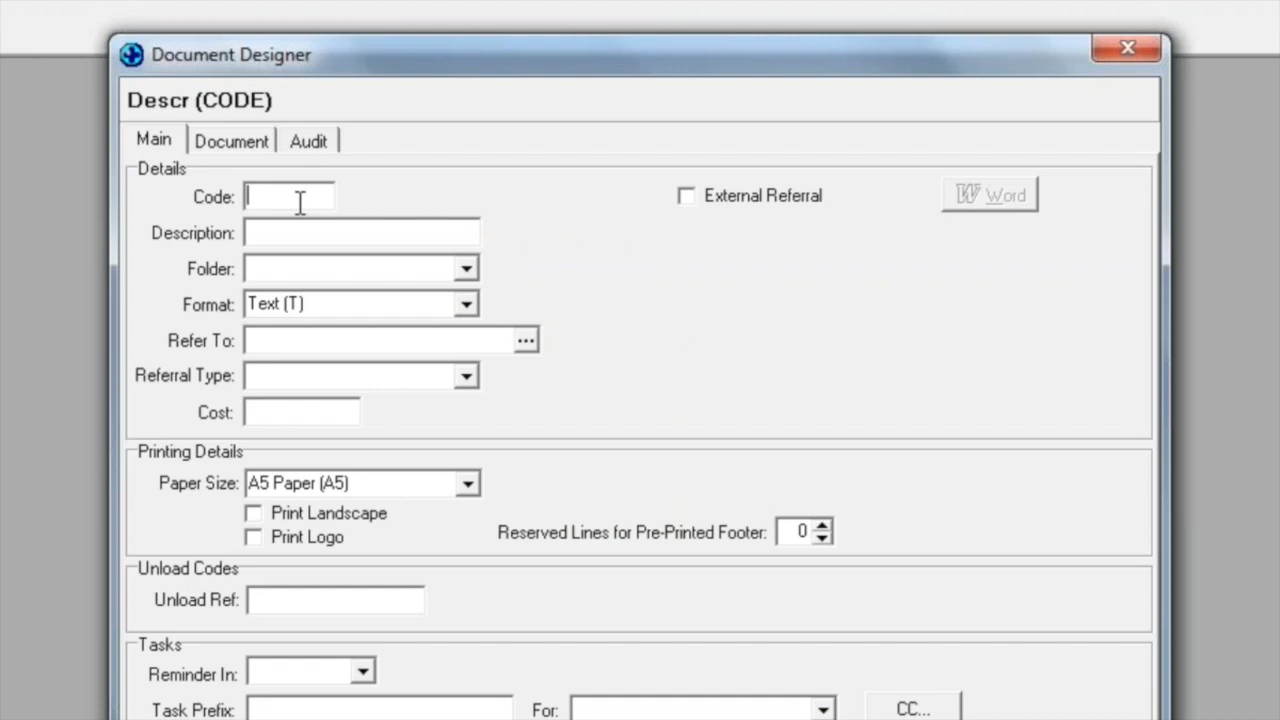 Document Designer
Descr (CODE)
Main Document Audit
Details
Code: External Referral Word
Description:
Folder:
Format: Text (T)
Refer To: ...
Referral Type:
Cost:
Printing Details
Paper Size: A5 Paper (A5)
Print Landscape
Reserved Lines for Pre-Printed Footer: 0
Print Logo
Unload Codes
Unload Ref:
Tasks
Reminder In:
Task Prefix: For: CC...